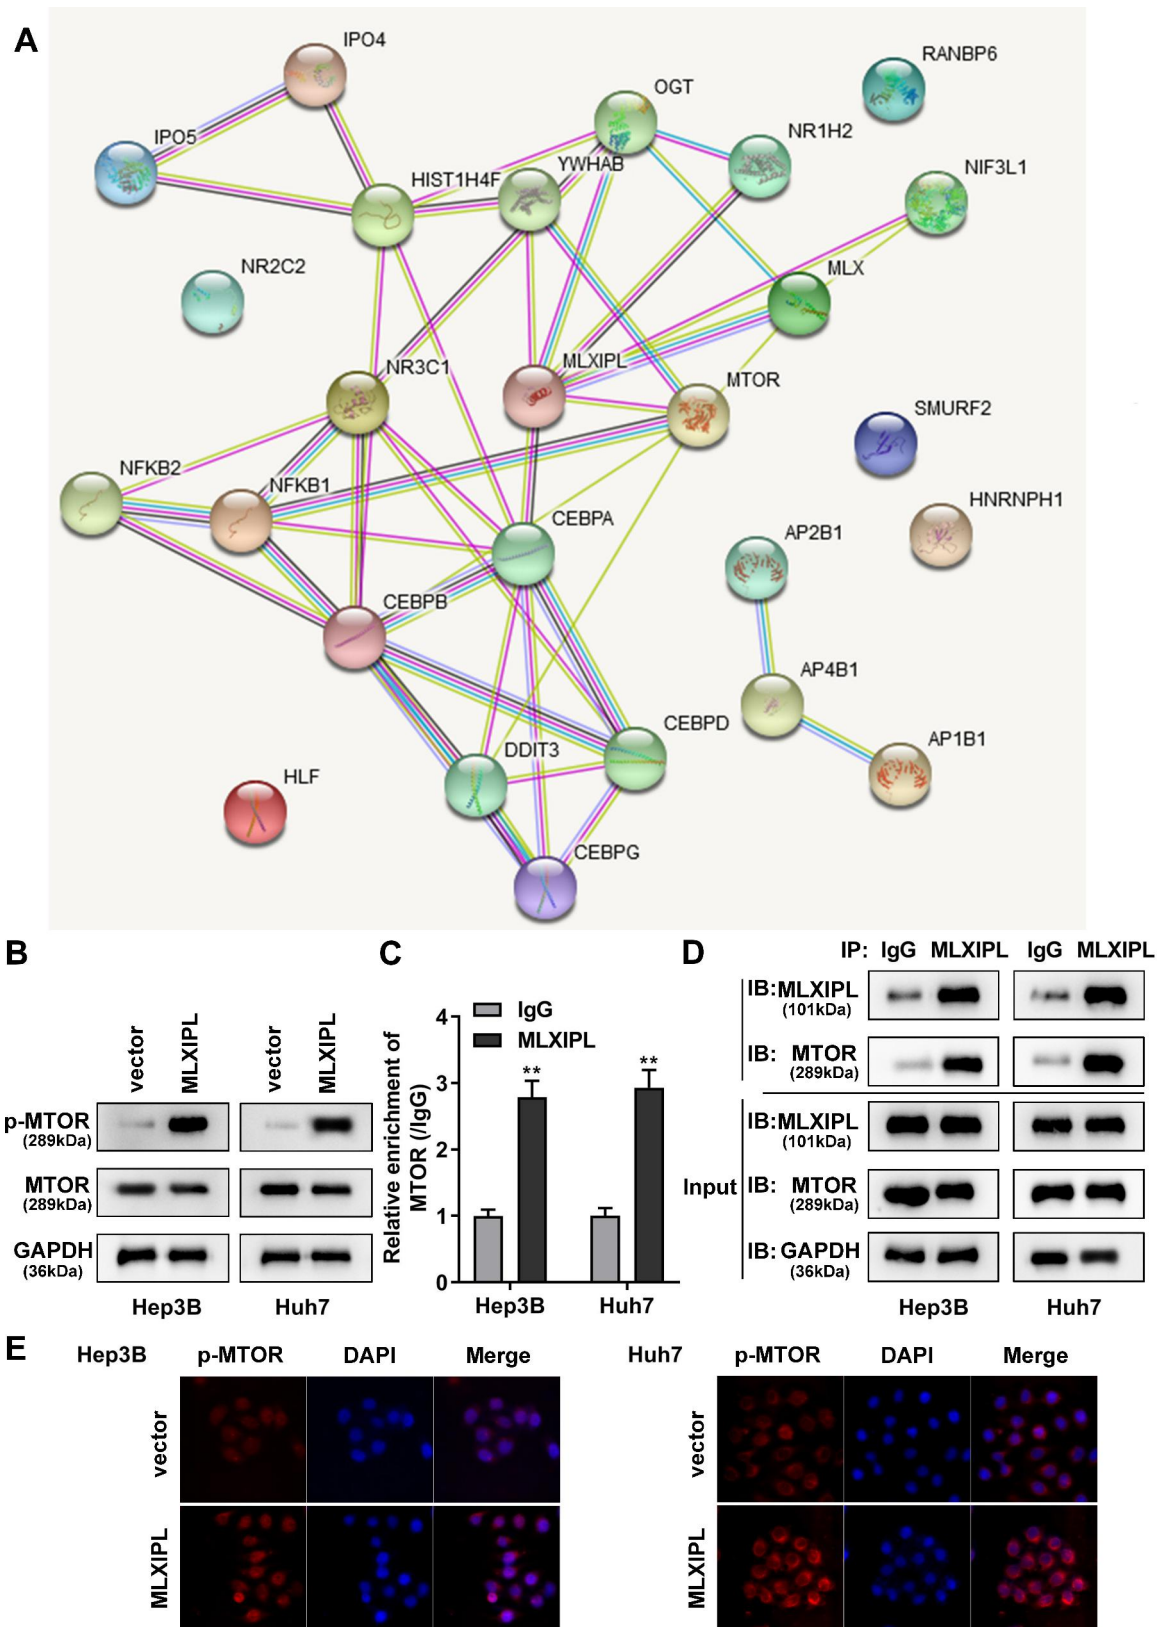 A
IPO4
RANBP6
OGT
IPO5
NR1H2
YWHAB
NIF3L1
HIST1H4F
NR2C2
MLX
NR3C1
MLXIPL
MTOR
SMURF2
NFKB2
NFKB1
HNRNPH1
CEBPA
AP2B1
CEBPB
AP4B1
CEBPD
DDIT3
AP1B1
HLF
CEBPG
B
vector
MLXIPL
vector
MLXIPL
p-MTOR
(289kDa)
MTOR
(289kDa)
GAPDH
(36kDa)
Hep3B
Huh7
C
IgG
MLXIPL
Relative enrichment of
MTOR (/IgG)
4
3
2
1
0
**
**
Hep3B
Huh7
D
IP: IgG MLXIPL IgG MLXIPL
IB: MLXIPL
(101kDa)
IB: MTOR
(289kDa)
Input
IB: MLXIPL
(101kDa)
IB: MTOR
(289kDa)
IB: GAPDH
(36kDa)
Hep3B
Huh7
E
Hep3B p-MTOR DAPI Merge
vector
MLXIPL
Huh7 p-MTOR DAPI Merge
vector
MLXIPL